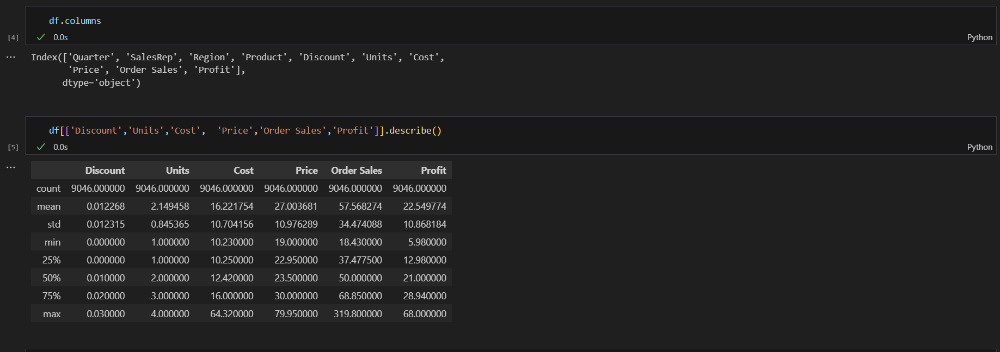 df.columns
[4] ✓ 0.0s Python
... Index(['Quarter', 'SalesRep', 'Region', 'Product', 'Discount', 'Units', 'Cost',
'Price', 'Order Sales', 'Profit'],
dtype='object')
df[['Discount','Units','Cost',  'Price','Order Sales','Profit']].describe()
[5] ✓ 0.0s Python
...
Discount Units Cost Price Order Sales Profit
count 9046.000000 9046.000000 9046.000000 9046.000000 9046.000000 9046.000000
mean 0.012268 2.149458 16.221754 27.003681 57.568274 22.549774
std 0.012315 0.845365 10.704156 10.976289 34.474088 10.868184
min 0.000000 1.000000 10.230000 19.000000 18.430000 5.980000
25% 0.000000 1.000000 10.250000 22.950000 37.477500 12.980000
50% 0.010000 2.000000 12.420000 23.500000 50.000000 21.000000
75% 0.020000 3.000000 16.000000 30.000000 68.850000 28.940000
max 0.030000 4.000000 64.320000 79.950000 319.800000 68.000000